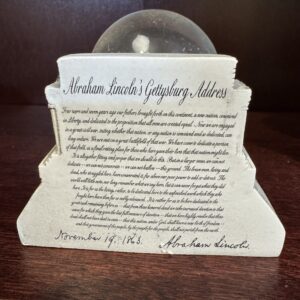 Abraham Lincoln's Gettysburg Address
Four score and seven years ago our fathers brought forth on this continent, a new nation, conceived
in Liberty, and dedicated to the proposition that all men are created equal. Now we are engaged
in a great civil war, testing whether that nation, or any nation so conceived and so dedicated, can
long endure. We are met on a great battlefield of that war. We have come to dedicate a portion
of that field, as a final resting place for those who here gave their lives that that nation might live.
It is altogether fitting and proper that we should do this. But in a larger sense, we cannot
dedicate — we can not consecrate — we can not hallow — this ground. The brave men, living and
dead, who struggled here, have consecrated it, far above our poor power to add or detract. The
world will little note, nor long remember what we say here, but it can never forget what they did
here. It is for us the living, rather, to be dedicated here to the unfinished work which they who
fought here have thus far so nobly advanced. It is rather for us to be here dedicated to the
great task remaining before us — that from these honored dead we take increased devotion to that
cause for which they gave the last full measure of devotion — that we here highly resolve that these
dead shall not have died in vain — that this nation, under God, shall have a new birth of freedom —
and that government of the people, by the people, for the people, shall not perish from the earth.
November 19, 1863. Abraham Lincoln.